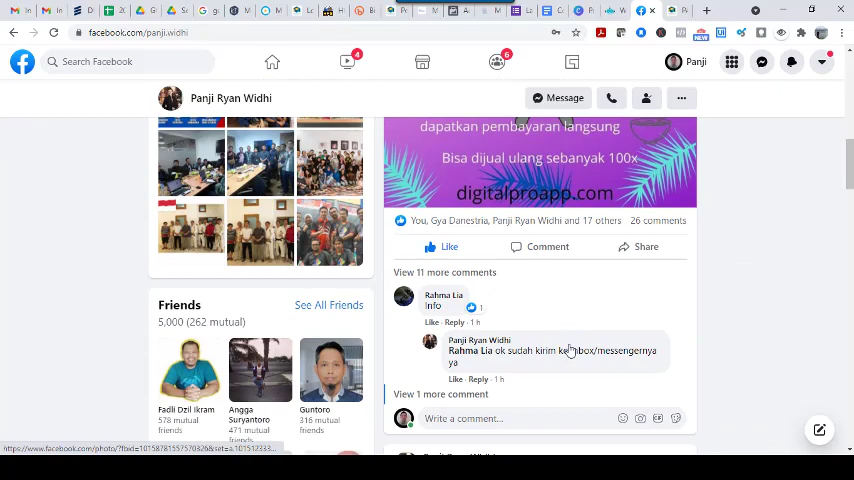 facebook.com/panji.widhi
Search Facebook
4
6
Panji
Panji Ryan Widhi
Message
dapatkan pembayaran langsung
Bisa dijual ulang sebanyak 100x
digitalproapp.com
You, Gya Danestria, Panji Ryan Widhi and 17 others
26 comments
Like
Comment
Share
View 11 more comments
Rahma Lia
Info
1
Like · Reply · 1 h
Panji Ryan Widhi
Rahma Lia ok sudah kirim
/messengernya
ya
Like · Reply · 1 h
View 1 more comment
Write a comment...
Friends
See All Friends
5,000 (262 mutual)
Fadli Dzil Ikram
578 mutual
friends
Angga
Suryantoro
471 mutual
friends
Guntoro
316 mutual
friends